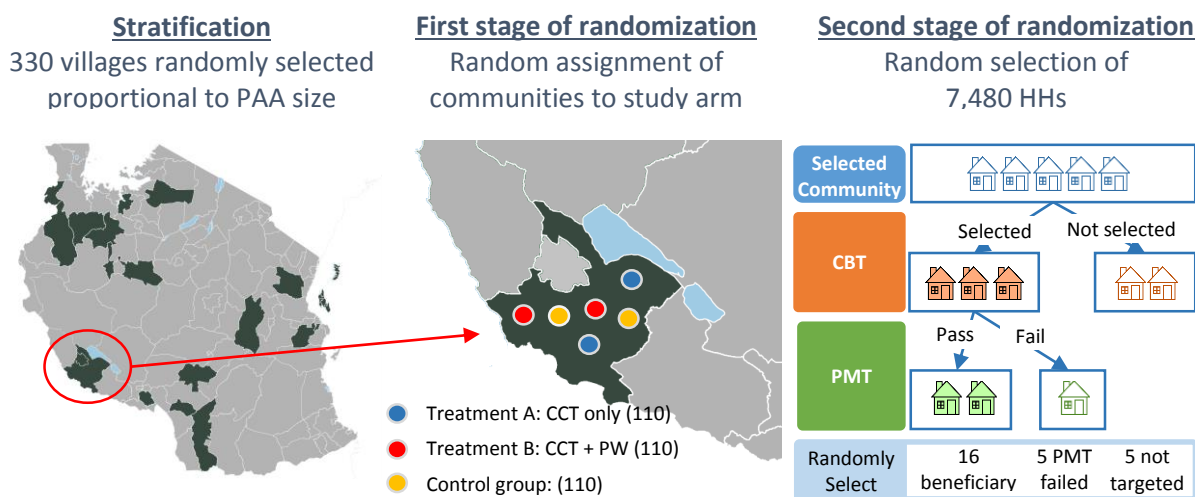 Stratification
330 villages randomly selected
proportional to PAA size
First stage of randomization
Random assignment of
communities to study arm
Treatment A: CCT only (110)
Treatment B: CCT + PW (110)
Control group: (110)
Second stage of randomization
Random selection of
7,480 HHs
Selected
Community
CBT
Selected
Not selected
PMT
Pass
Fail
Randomly
Select
16
beneficiary
5 PMT
failed
5 not
targeted